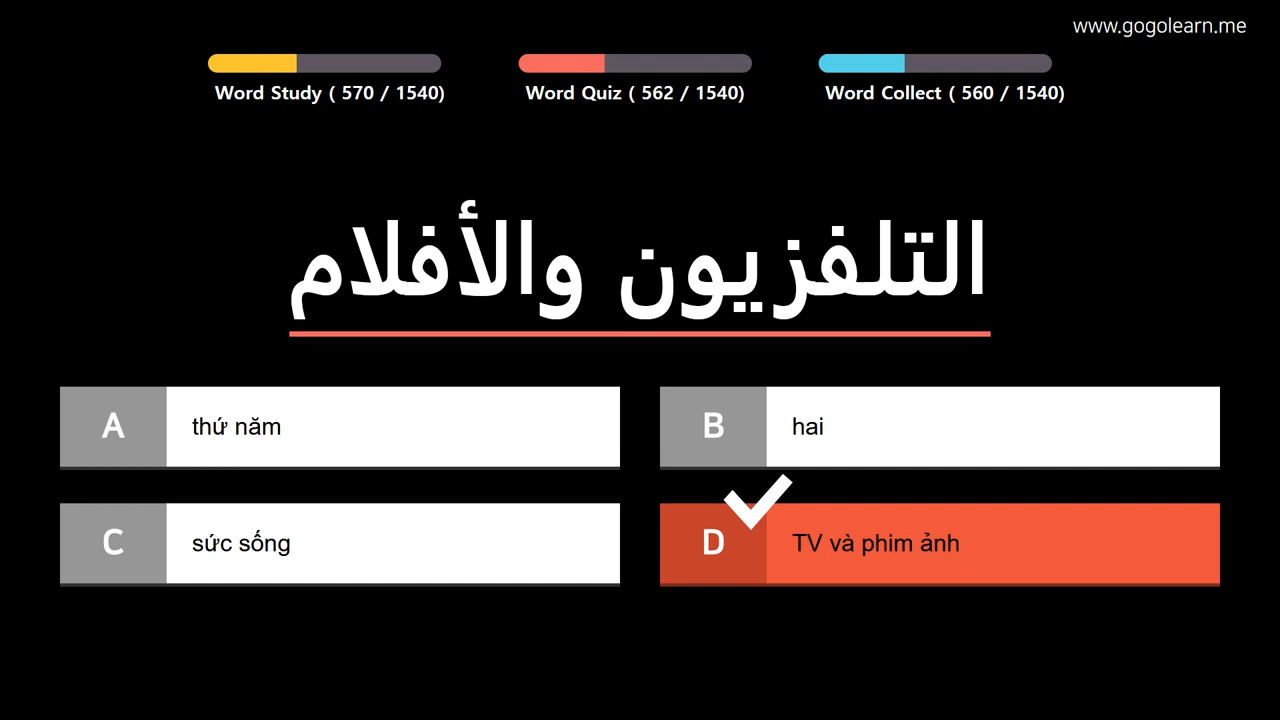 www.gogolearn.me
Word Study ( 570 / 1540)
Word Quiz ( 562 / 1540)
Word Collect ( 560 / 1540)
التلفزيون والأفلام
A
thứ năm
B
hai
C
sức sống
D
TV và phim ảnh